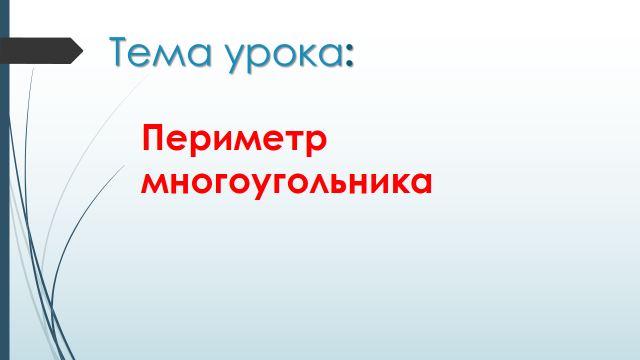 Тема урока:
Периметр
многоугольника